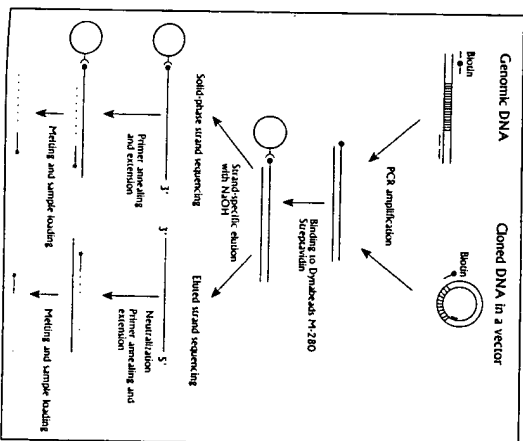 Genomic DNA
Cloned DNA in a vector
Biotin
Biotin
PCR amplification
Binding to Dynabeads M-280
Streptavidin
Strand-specific elution
with NaOH
Solid-phase strand sequencing
Eluted strand sequencing
3'
3'
5'
Primer annealing
and extension
Neutralization
Primer annealing and
extension
Melting and sample loading
Melting and sample loading